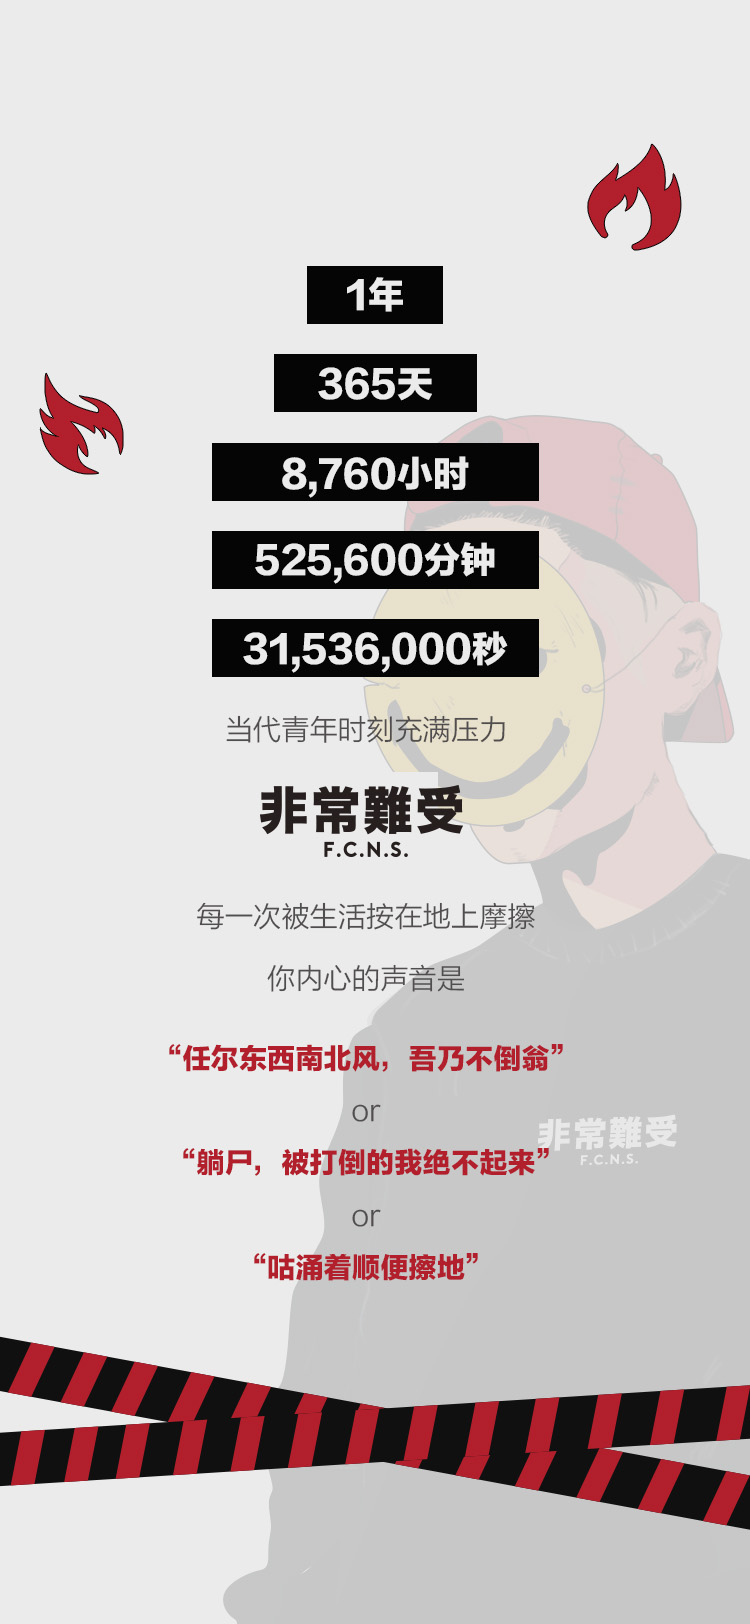 1年
365天
8,760小时
525,600分钟
31,536,000秒
当代青年时刻充满压力
非常難受
F.C.N.S.
每一次被生活按在地上摩擦
你内心的声音是
“任尔东西南北风，吾乃不倒翁”
or
“躺尸，被打倒的我绝不起来”
or
“咕涌着顺便擦地”
非常難受
F.C.N.S.